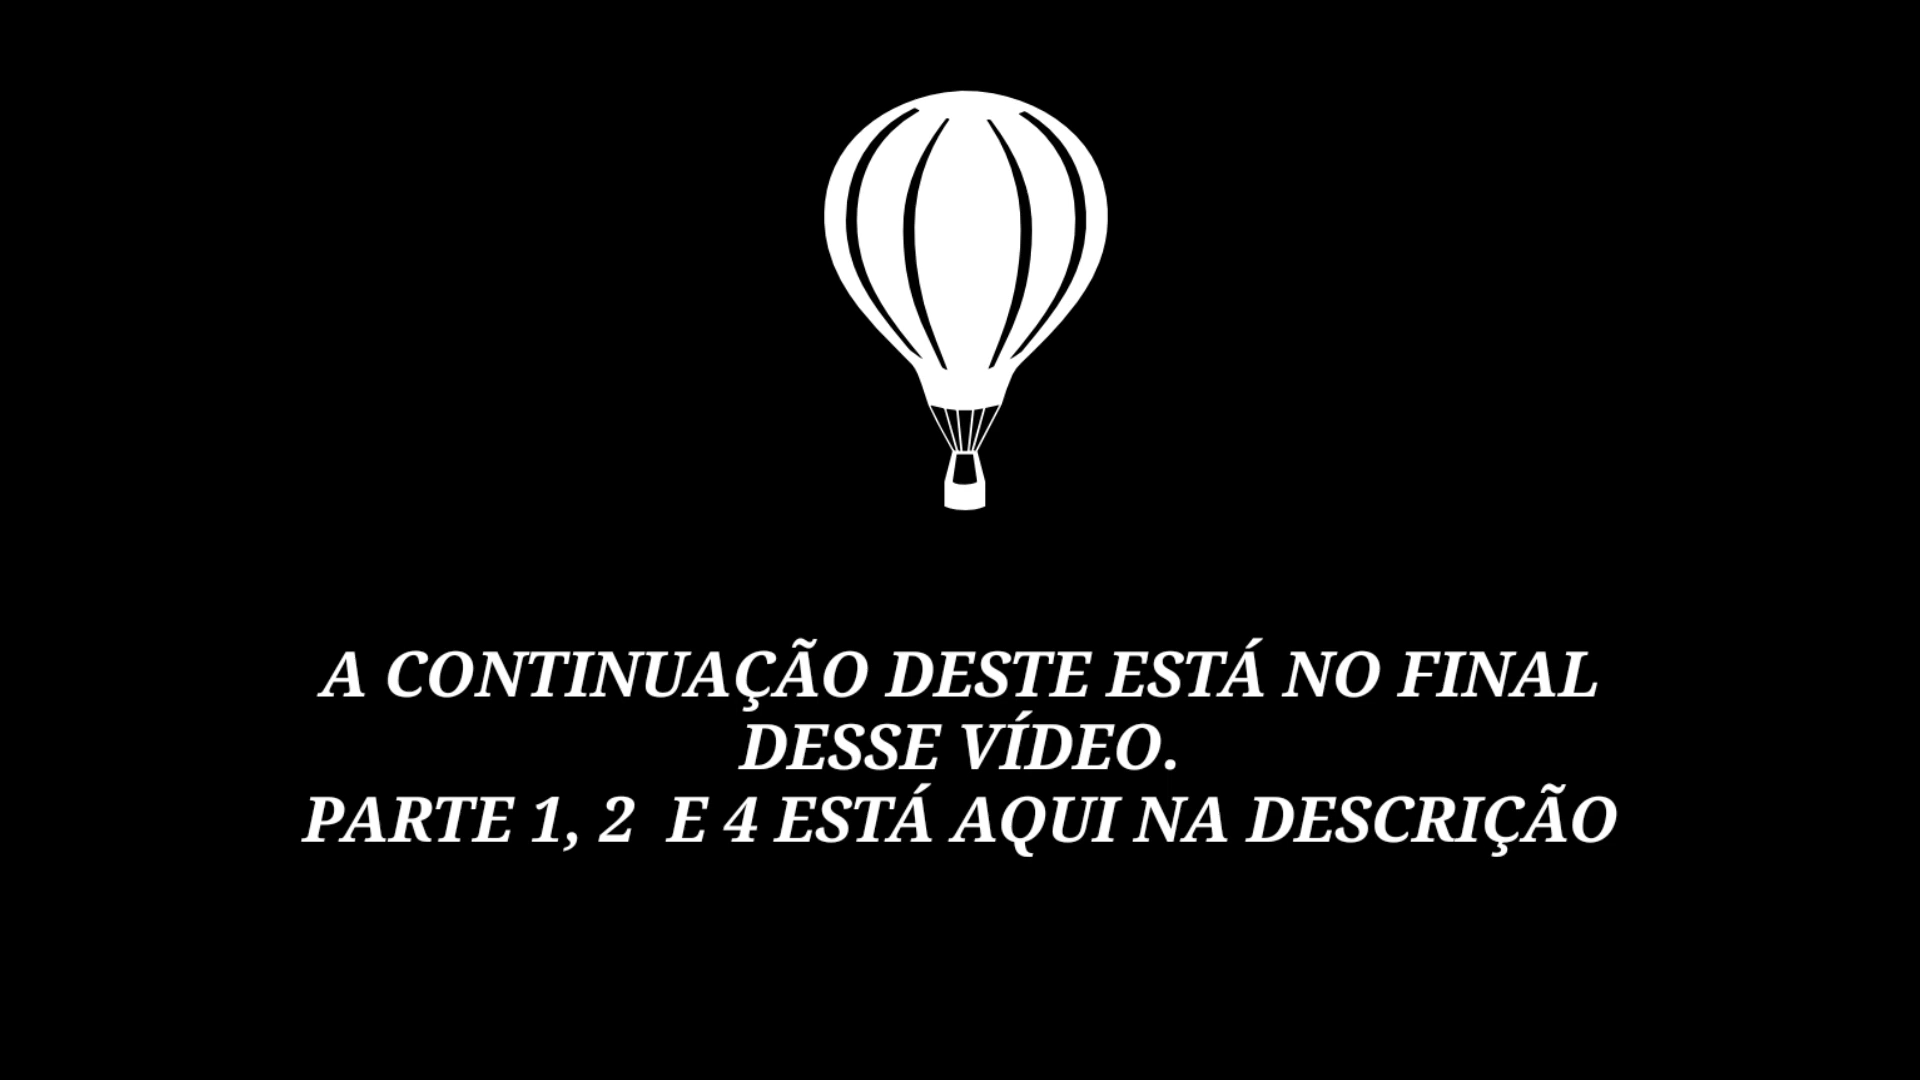 A CONTINUAÇÃO DESTE ESTÁ NO FINAL
DESSE VÍDEO.
PARTE 1, 2 E 4 ESTÁ AQUI NA DESCRIÇÃO